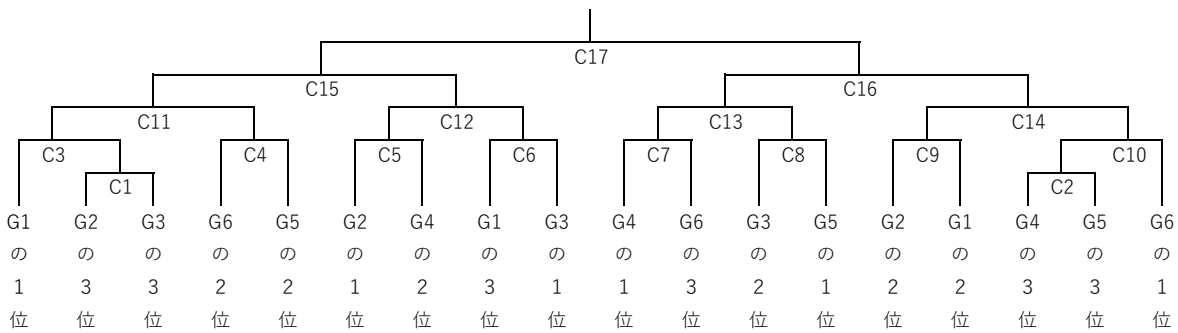 C17
C15 C16
C11 C12 C13 C14
C3 C4 C5 C6 C7 C8 C9 C10
C1 C2
G1 G2 G3 G6 G5 G2 G4 G1 G3 G4 G6 G3 G5 G2 G1 G4 G5 G6
の の の の の の の の の の の の の の の の の の
1 3 3 2 2 1 2 3 1 1 3 2 1 2 2 3 3 1
位 位 位 位 位 位 位 位 位 位 位 位 位 位 位 位 位 位